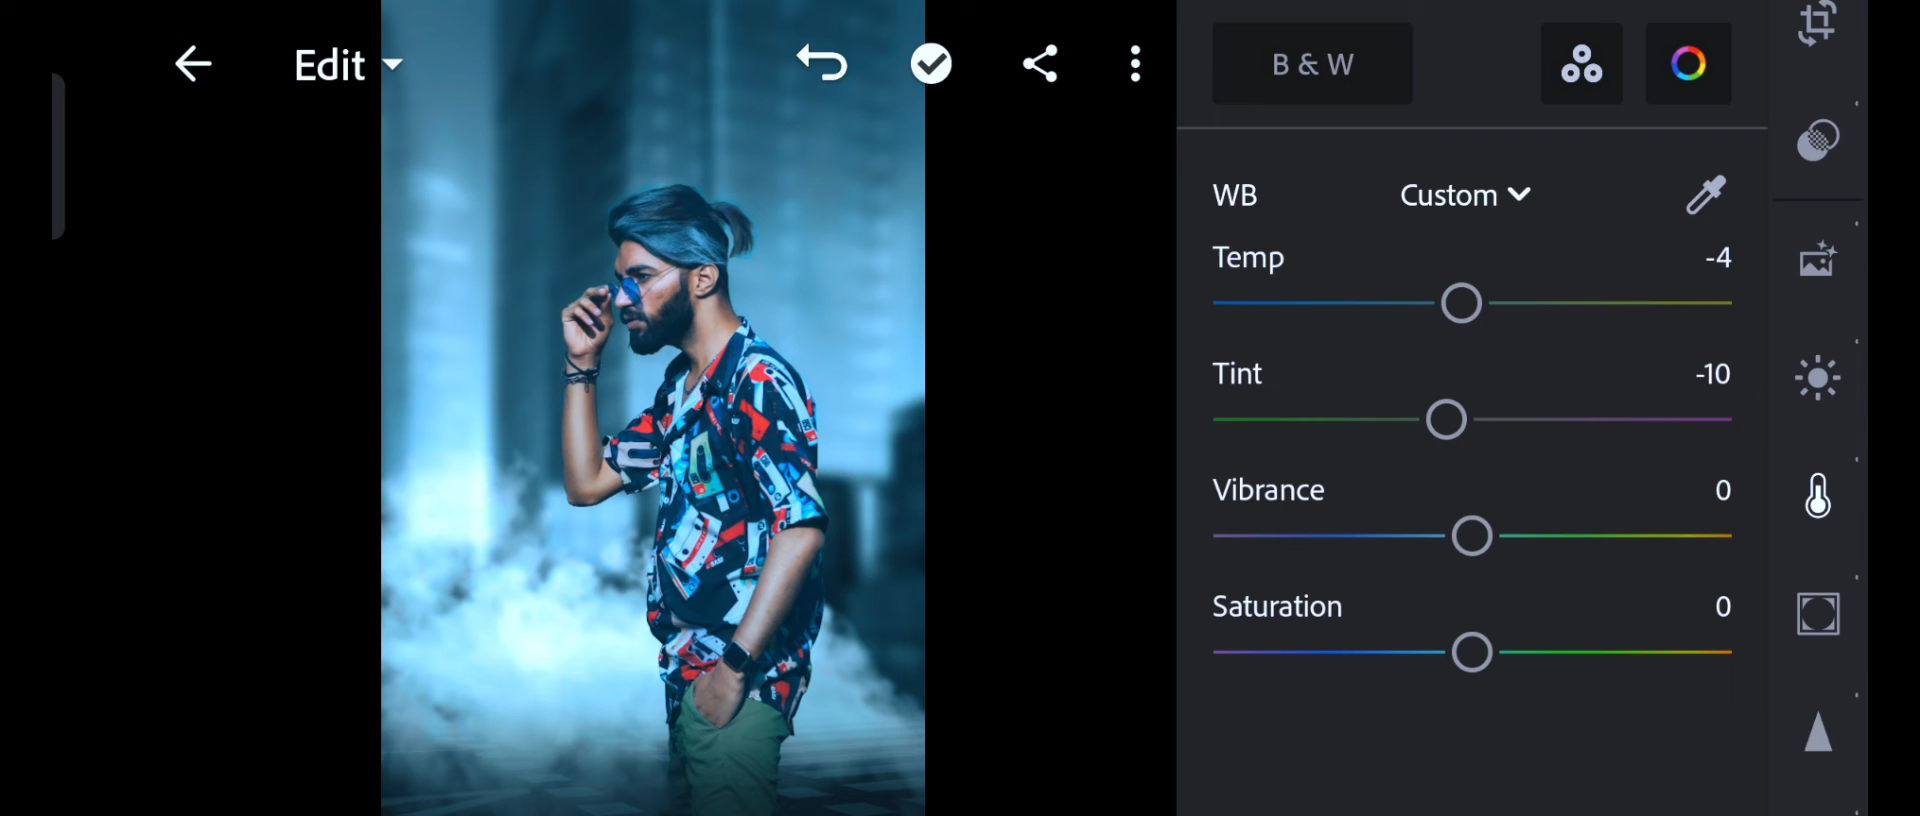 Edit
B & W
WB Custom
Temp -4
Tint -10
Vibrance 0
Saturation 0